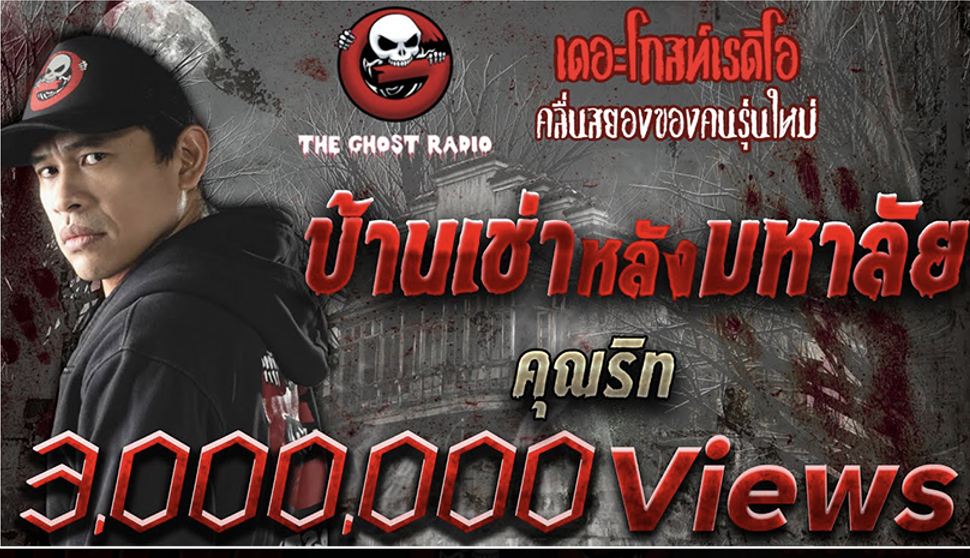 THE GHOST RADIO
เดอะโกสท์เรดิโอ
คลื่นสยองของคนรุ่นใหม่
บ้านเช่าหลังมหาลัย
คุณริท
3,000,000 Views